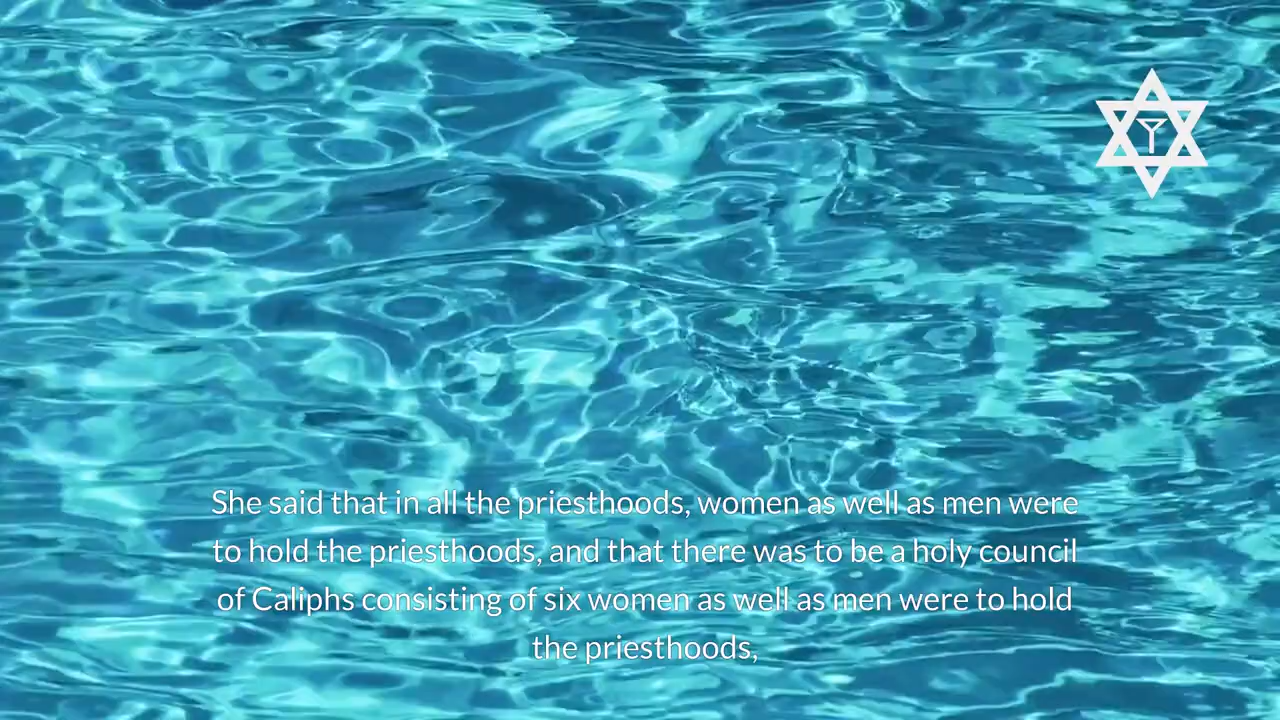 She said that in all the priesthoods, women as well as men were
to hold the priesthoods, and that there was to be a holy council
of Caliphs consisting of six women as well as men were to hold
the priesthoods,